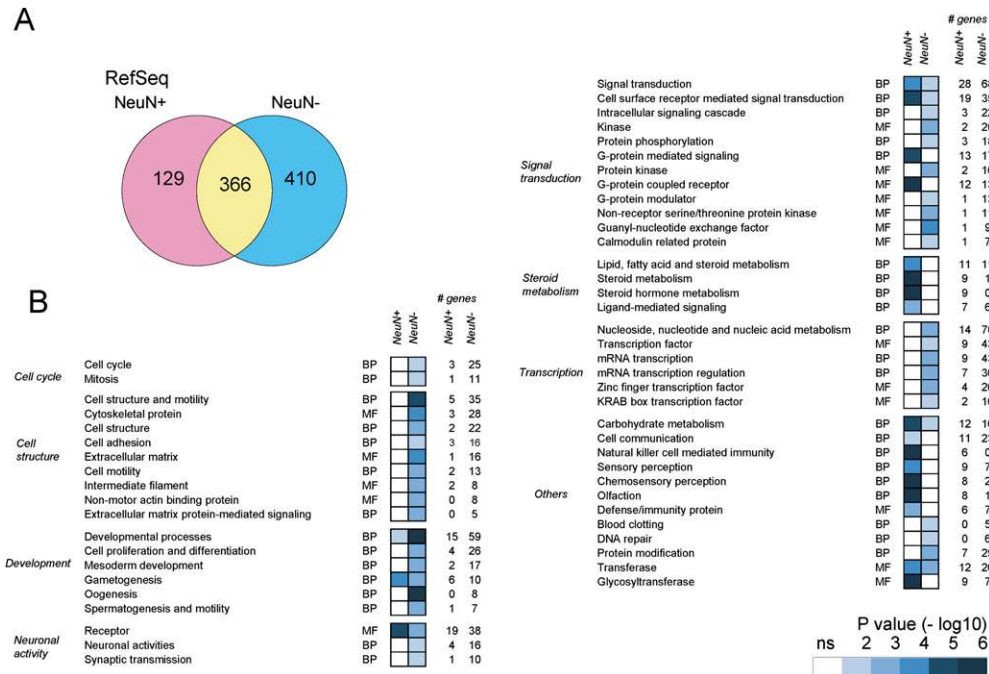 A
RefSeq
NeuN+ NeuN-
129 366 410
B
# genes
NeuN+ NeuN- NeuN+ NeuN-
Cell cycle
Cell cycle BP 3 25
Mitosis BP 1 11
Cell structure
Cell structure and motility BP 5 35
Cytoskeletal protein MF 3 28
Cell structure BP 2 22
Cell adhesion BP 3 16
Extracellular matrix MF 1 16
Cell motility BP 2 13
Intermediate filament MF 2 8
Non-motor actin binding protein MF 0 8
Extracellular matrix protein-mediated signaling BP 0 5
Development
Developmental processes BP 15 59
Cell proliferation and differentiation BP 4 26
Mesoderm development BP 2 17
Gametogenesis BP 6 10
Oogenesis BP 0 8
Spermatogenesis and motility BP 1 7
Neuronal activity
Receptor MF 19 38
Neuronal activities BP 4 16
Synaptic transmission BP 1 10
# genes
NeuN+ NeuN- NeuN+ NeuN-
Signal transduction
Signal transduction BP 28
Cell surface receptor mediated signal transduction BP 19
Intracellular signaling cascade BP 3
Kinase MF 2
Protein phosphorylation BP 3
G-protein mediated signaling BP 13
Protein kinase MF 2
G-protein coupled receptor MF 12
G-protein modulator MF 1
Non-receptor serine/threonine protein kinase MF 1
Guanyl-nucleotide exchange factor MF 1 9
Calmodulin related protein MF 1 7
Steroid metabolism
Lipid, fatty acid and steroid metabolism BP 11
Steroid metabolism BP 9 1
Steroid hormone metabolism BP 9 0
Ligand-mediated signaling BP 7 6
Transcription
Nucleoside, nucleotide and nucleic acid metabolism BP 14
Transcription factor MF 9
mRNA transcription BP 9
mRNA transcription regulation BP 7
Zinc finger transcription factor MF 4
KRAB box transcription factor MF 2
Others
Carbohydrate metabolism BP 12
Cell communication BP 11
Natural killer cell mediated immunity BP 6 0
Sensory perception BP 9 7
Chemosensory perception BP 8 2
Olfaction BP 8 1
Defense/immunity protein MF 6 7
Blood clotting BP 0 5
DNA repair BP 0 6
Protein modification BP 7
Transferase MF 12
Glycosyltransferase MF 9 7
P value (- log10)
ns 2 3 4 5 6